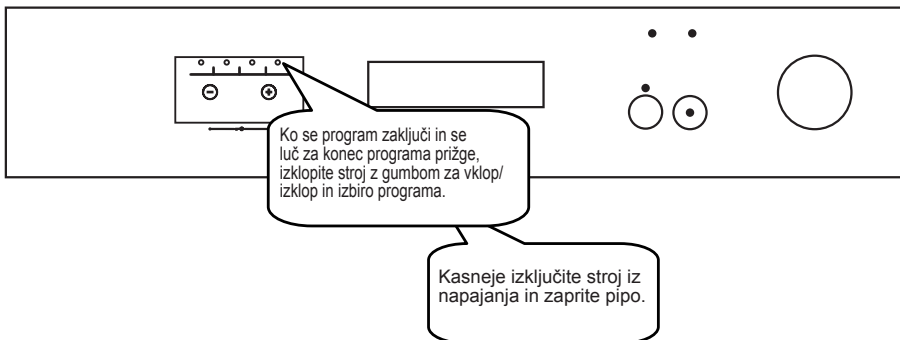 Ko se program zaključi in se
luč za konec programa prižge,
izklopite stroj z gumbom za vklop/
izklop in izbiro programa.
Kasneje izključite stroj iz
napajanja in zaprite pipo.